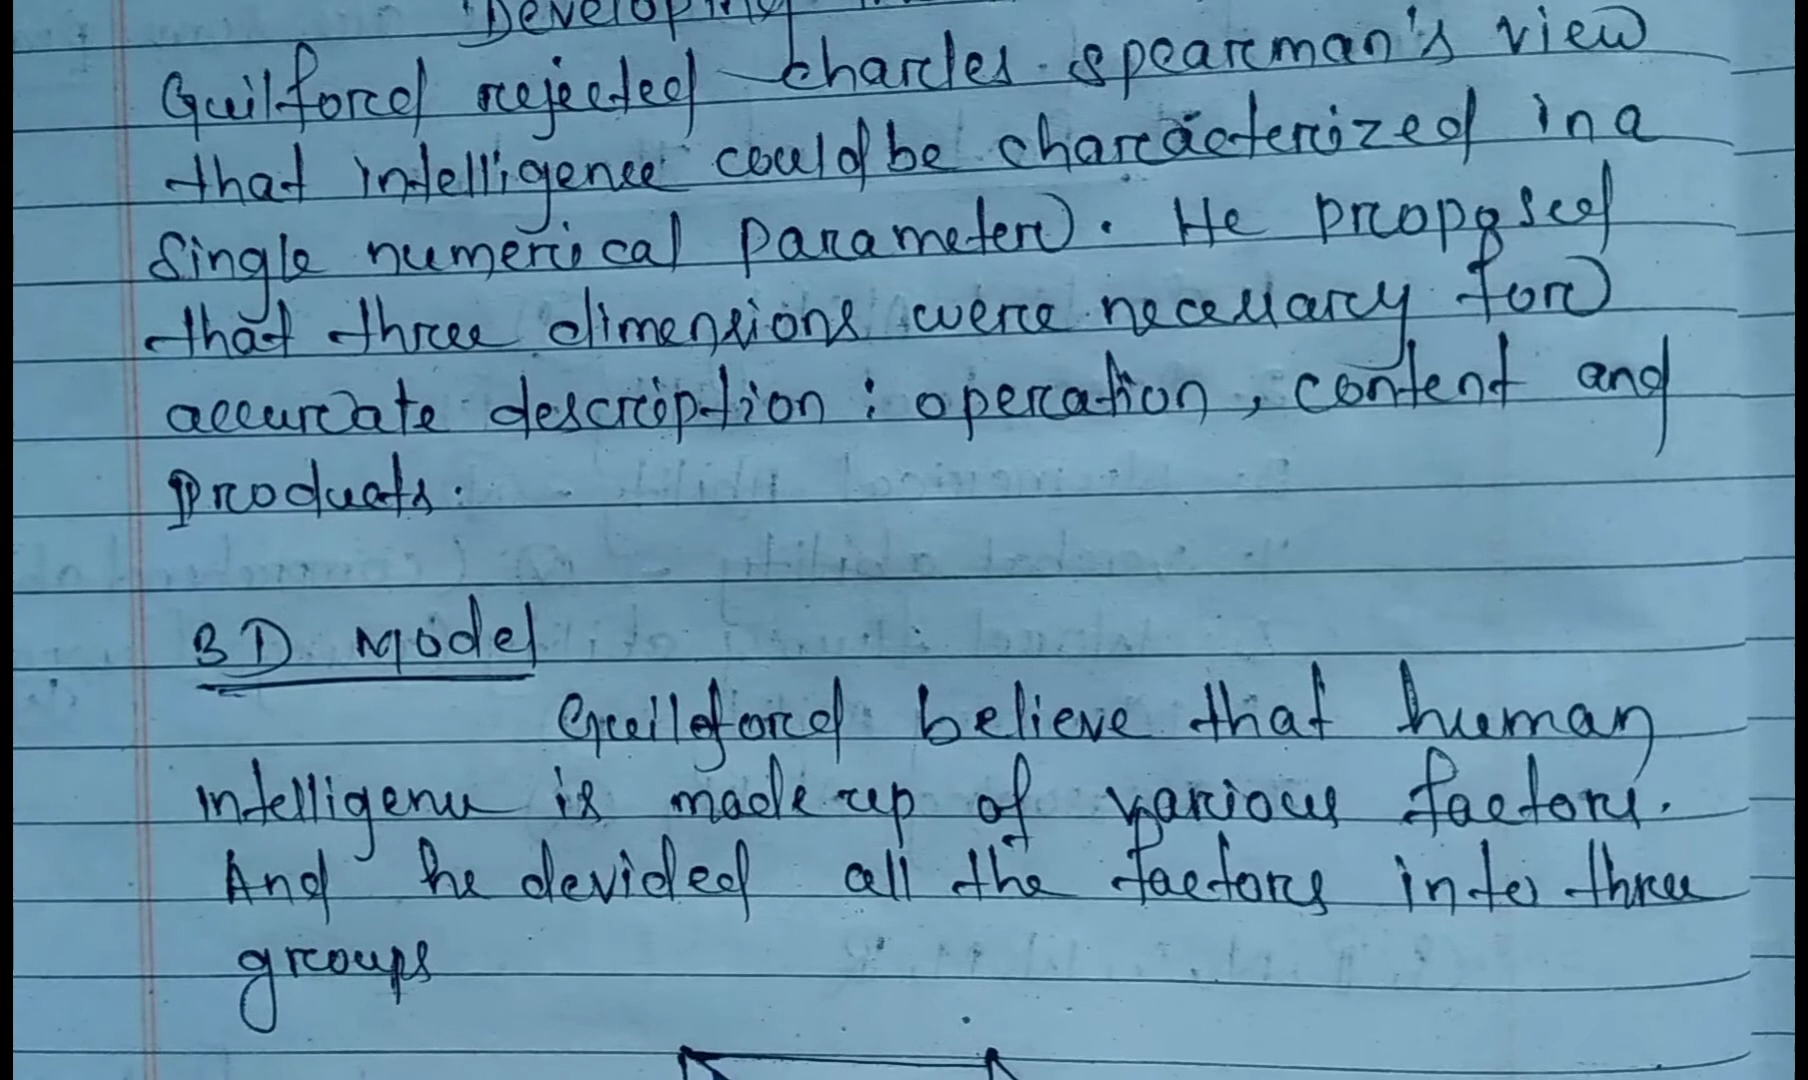 Developing
Guilford rejected charles spearman's view
that intelligence could be characterized in a
single numerical parameter. He proposed
that three dimensions were necessary for
accurate description : operation, content and
products.
3D Model
Guilford believe that human
intelligence is made up of various factors.
And he devided all the factors into three
groups